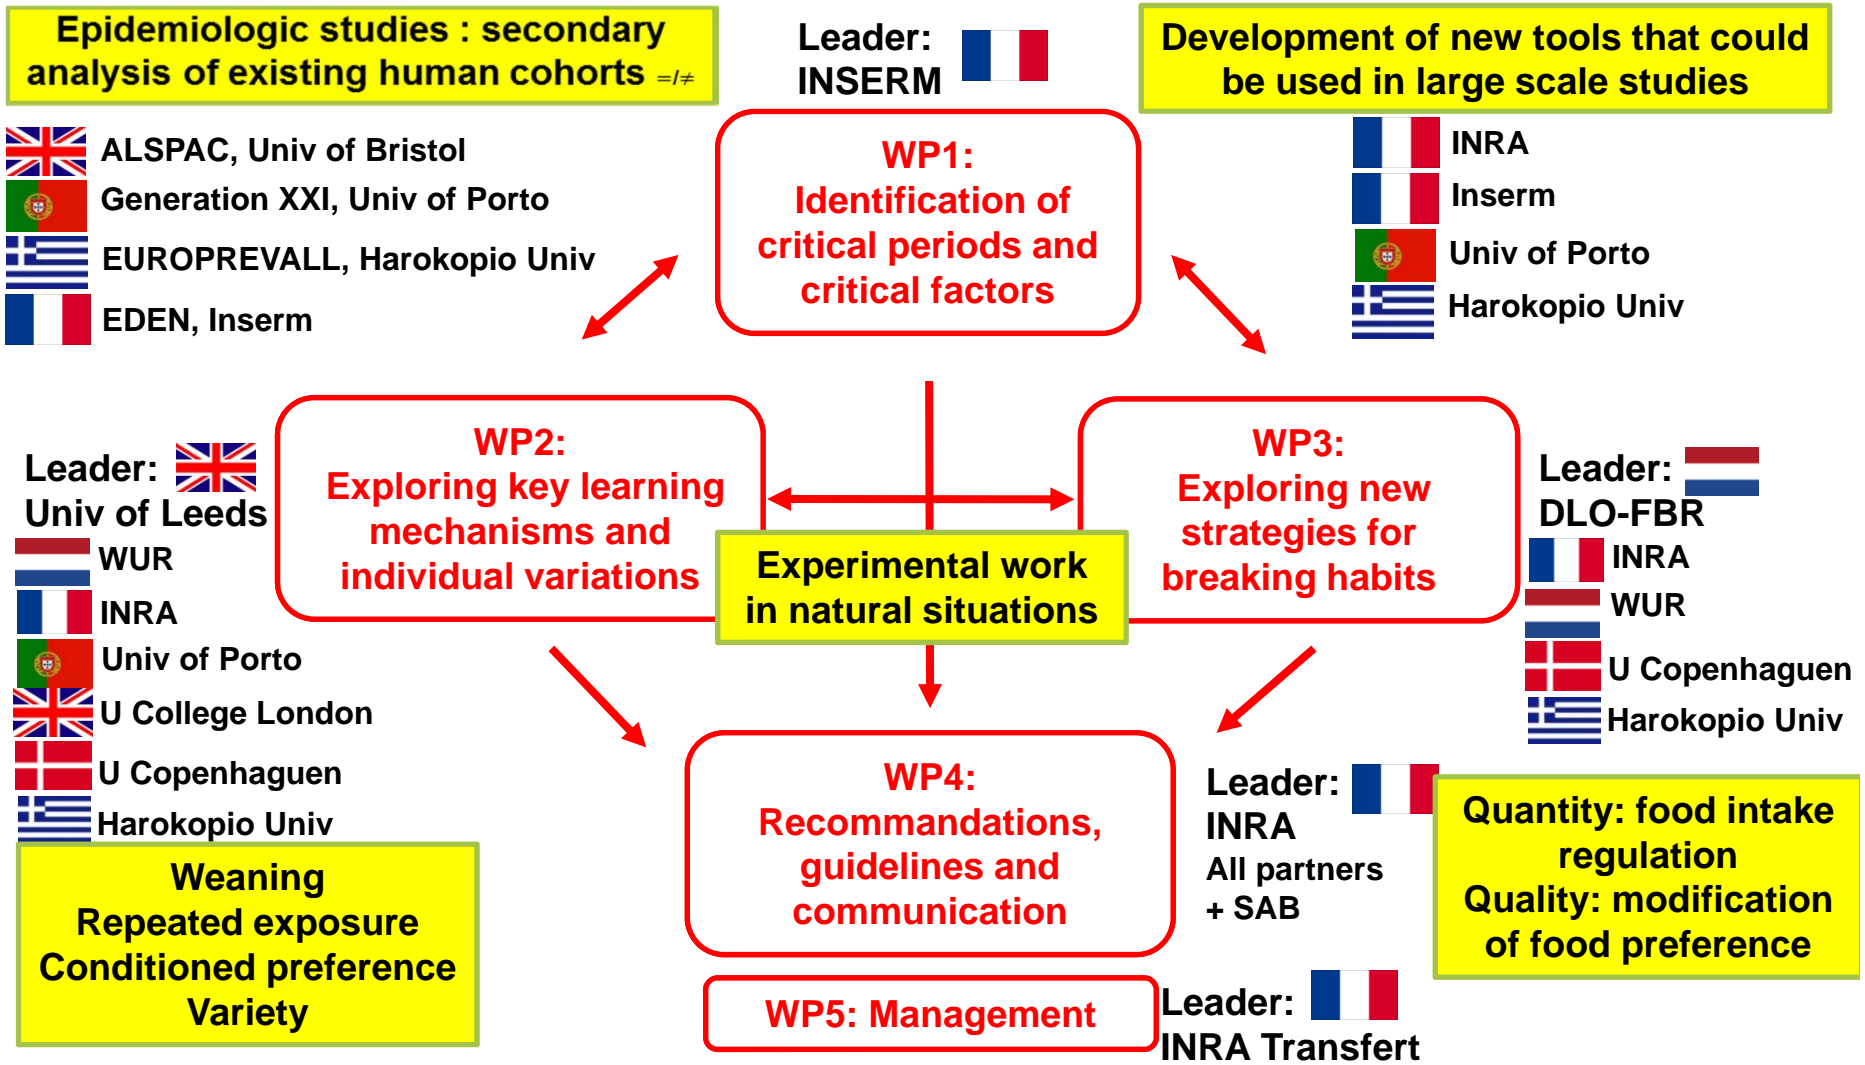 Epidemiologic studies : secondary
analysis of existing human cohorts =/≠
Leader:
INSERM
Development of new tools that could
be used in large scale studies
ALSPAC, Univ of Bristol
Generation XXI, Univ of Porto
EUROPREVALL, Harokopio Univ
EDEN, Inserm
WP1:
Identification of
critical periods and
critical factors
INRA
Inserm
Univ of Porto
Harokopio Univ
Leader:
Univ of Leeds
WUR
INRA
Univ of Porto
U College London
U Copenhaguen
Harokopio Univ
WP2:
Exploring key learning
mechanisms and
individual variations
Experimental work
in natural situations
WP3:
Exploring new
strategies for
breaking habits
Leader:
DLO-FBR
INRA
WUR
U Copenhaguen
Harokopio Univ
Weaning
Repeated exposure
Conditioned preference
Variety
WP4:
Recommandations,
guidelines and
communication
Leader:
INRA
All partners
+ SAB
Quantity: food intake
regulation
Quality: modification
of food preference
WP5: Management
Leader:
INRA Transfert